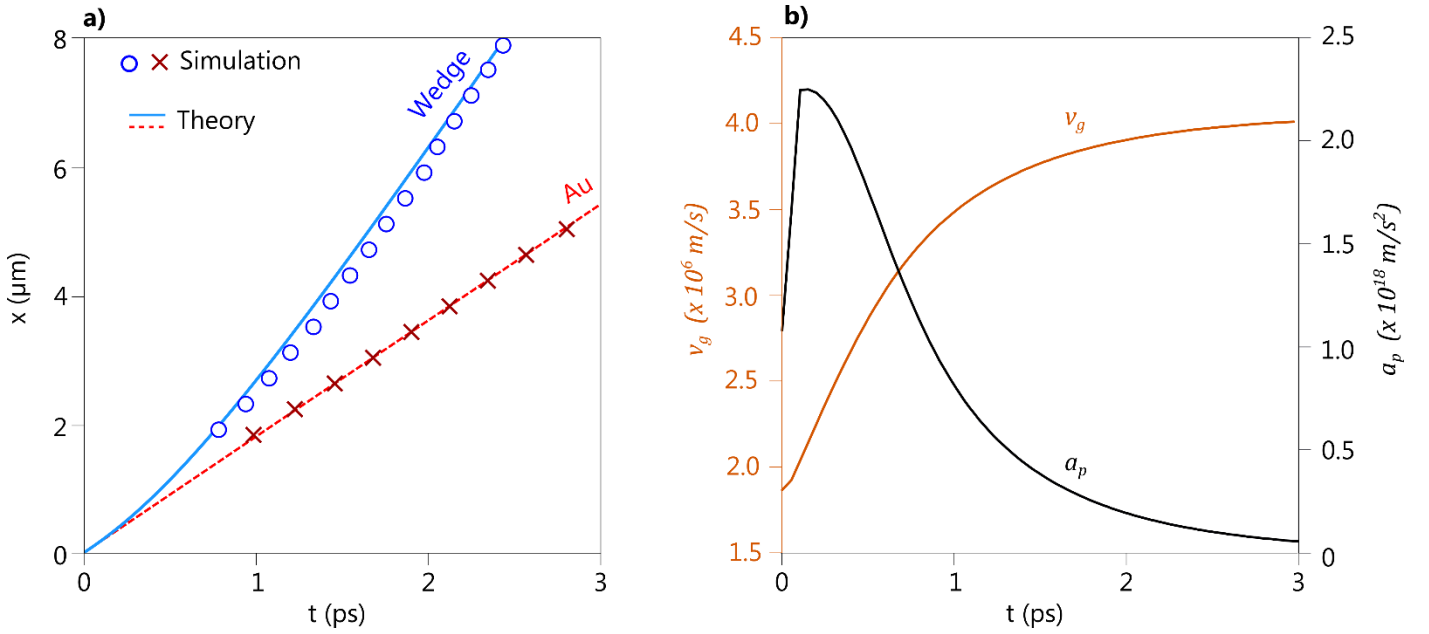 a)
8
6
4
2
0
0
1
2
3
x (μm)
t (ps)
Simulation
Theory
Wedge
Au
b)
4.5
4.0
3.5
3.0
2.5
2.0
1.5
v_g (x 10^6 m/s)
v_g
a_p
2.5
2.0
1.5
1.0
0.5
0
a_p (x 10^18 m/s^2)
0
1
2
3
t (ps)